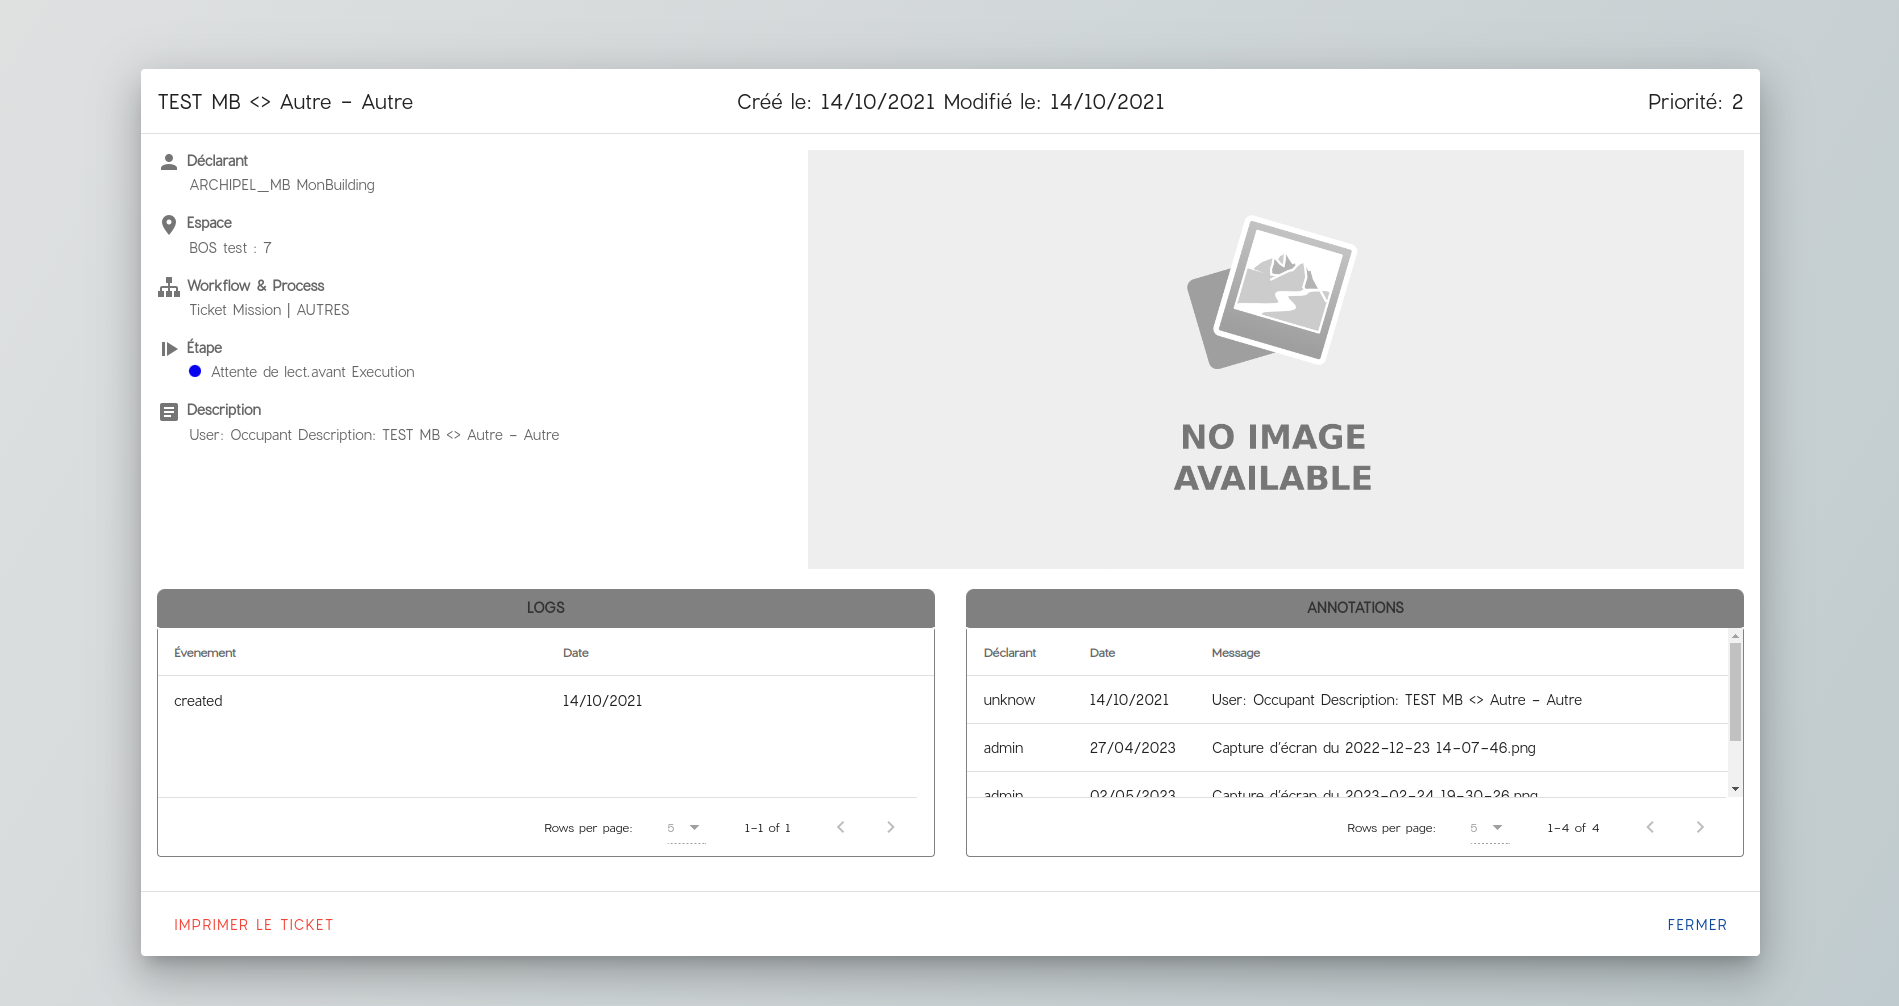 TEST MB <> Autre - Autre
Créé le: 14/10/2021 Modifié le: 14/10/2021
Priorité: 2
Déclarant
ARCHIPEL_MB MonBuilding
Espace
BOS test : 7
Workflow & Process
Ticket Mission | AUTRES
Étape
Attente de lect.avant Execution
Description
User: Occupant Description: TEST MB <> Autre - Autre
NO IMAGE
AVAILABLE
LOGS
Évenement Date
created 14/10/2021
Rows per page: 5 1-1 of 1
ANNOTATIONS
Déclarant Date Message
unknow 14/10/2021 User: Occupant Description: TEST MB <> Autre - Autre
admin 27/04/2023 Capture d'écran du 2022-12-23 14-07-46.png
admin 02/05/2023 Capture d'écran du 2023-02-24 19-30-26.png
Rows per page: 5 1-4 of 4
IMPRIMER LE TICKET
FERMER